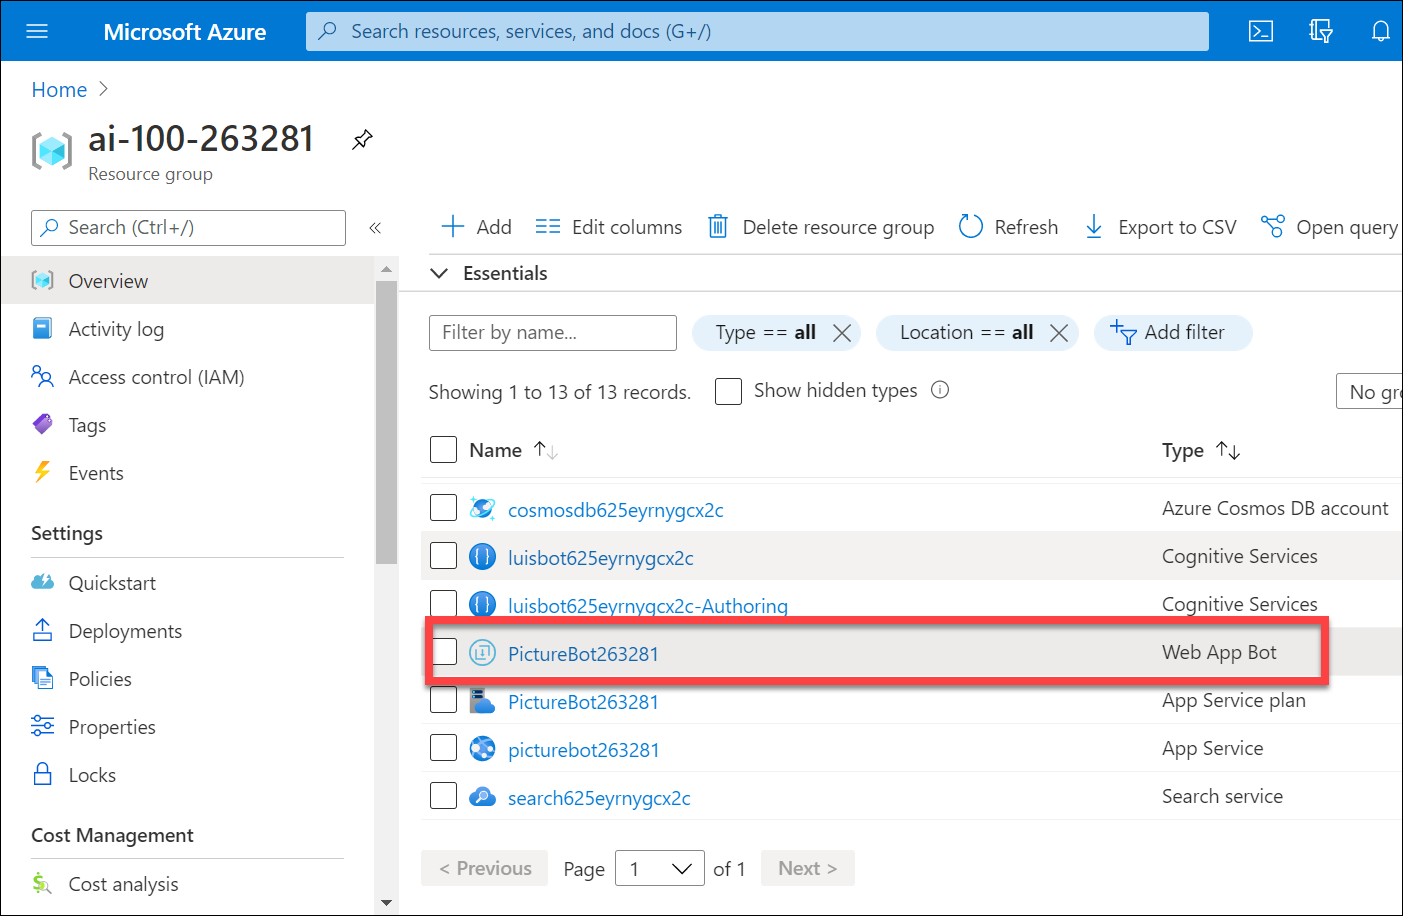 Microsoft Azure
Search resources, services, and docs (G+/)
Home
ai-100-263281
Resource group
Search (Ctrl+/)
«
Add
Edit columns
Delete resource group
Refresh
Export to CSV
Open query
Overview
Activity log
Access control (IAM)
Tags
Events
Settings
Quickstart
Deployments
Policies
Properties
Locks
Cost Management
Cost analysis
Essentials
Filter by name...
Type == all
Location == all
Add filter
Showing 1 to 13 of 13 records.
Show hidden types
No gro
Name
Type
cosmosdb625eyrnygcx2c Azure Cosmos DB account
luisbot625eyrnygcx2c Cognitive Services
luisbot625eyrnygcx2c-Authoring Cognitive Services
PictureBot263281 Web App Bot
PictureBot263281 App Service plan
picturebot263281 App Service
search625eyrnygcx2c Search service
< Previous Page 1 of 1 Next >